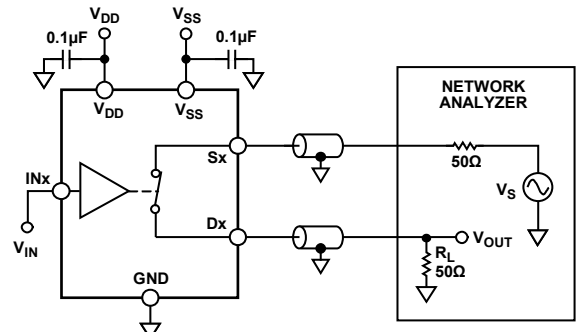 VDD
VSS
0.1µF
0.1µF
VDD
VSS
NETWORK
ANALYZER
Sx
50Ω
INx
VS
Dx
VOUT
VIN
RL
50Ω
GND